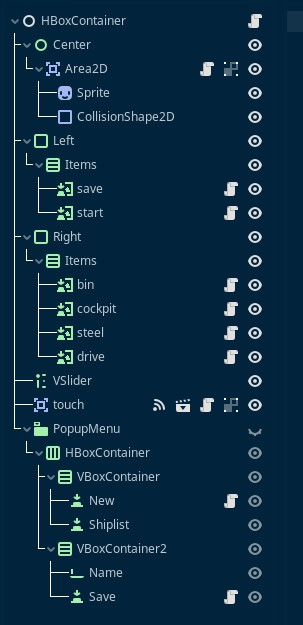 HBoxContainer
Center
Area2D
Sprite
CollisionShape2D
Left
Items
save
start
Right
Items
bin
cockpit
steel
drive
VSlider
touch
PopupMenu
HBoxContainer
VBoxContainer
New
Shiplist
VBoxContainer2
Name
Save